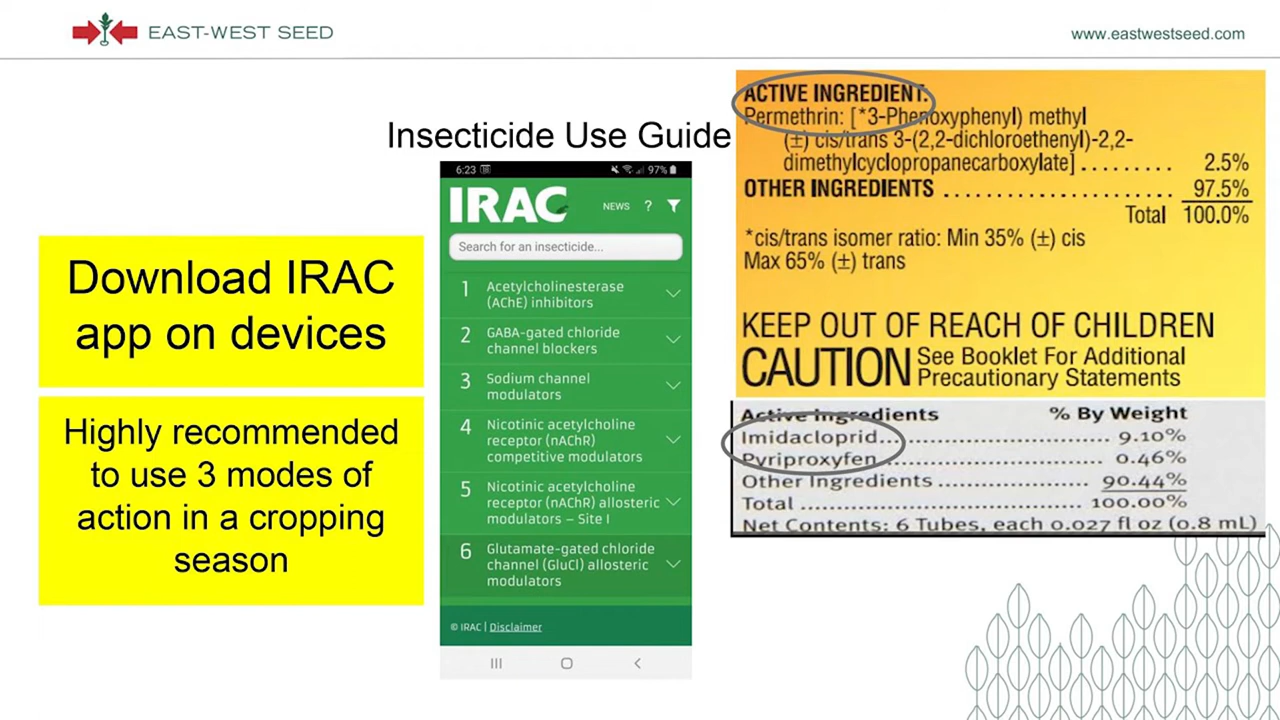 EAST-WEST SEED
www.eastwestseed.com
Insecticide Use Guide
Download IRAC
app on devices
Highly recommended
to use 3 modes of
action in a cropping
season
6:23
97%
IRAC
NEWS ?
Search for an insecticide...
1 Acetylcholinesterase
(AChE) inhibitors
2 GABA-gated chloride
channel blockers
3 Sodium channel
modulators
4 Nicotinic acetylcholine
receptor (nAChR)
competitive modulators
5 Nicotinic acetylcholine
receptor (nAChR) allosteric
modulators – Site I
6 Glutamate-gated chloride
channel (GluCl) allosteric
modulators
© IRAC | Disclaimer
ACTIVE INGREDIENT:
Permethrin: [*3-Phenoxyphenyl) methyl
(±) cis/trans 3-(2,2-dichloroethenyl)-2,2-
dimethylcyclopropanecarboxylate] ......... 2.5%
OTHER INGREDIENTS ..................... 97.5%
Total 100.0%
*cis/trans isomer ratio: Min 35% (±) cis
Max 65% (±) trans
KEEP OUT OF REACH OF CHILDREN
CAUTION See Booklet For Additional
Precautionary Statements
Active Ingredients % By Weight
Imidacloprid.............................. 9.10%
Pyriproxyfen .............................. 0.46%
Other Ingredients ...................... 90.44%
Total ........................................ 100.00%
Net Contents: 6 Tubes, each 0.027 fl oz (0.8 mL)